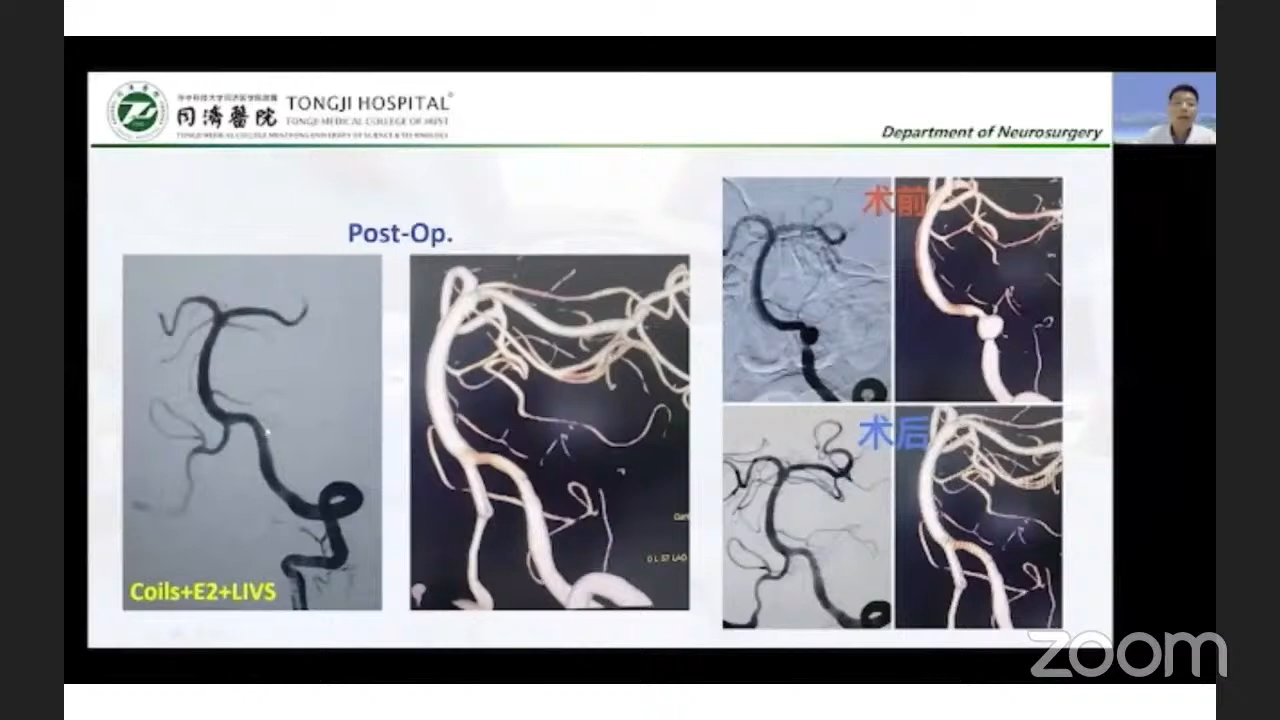 同濟醫院
TONGJI HOSPITAL
TONGJI MEDICAL COLLEGE OF HUST
Department of Neurosurgery
Post-Op.
术前
术后
Coils+E2+LIVS
zoom